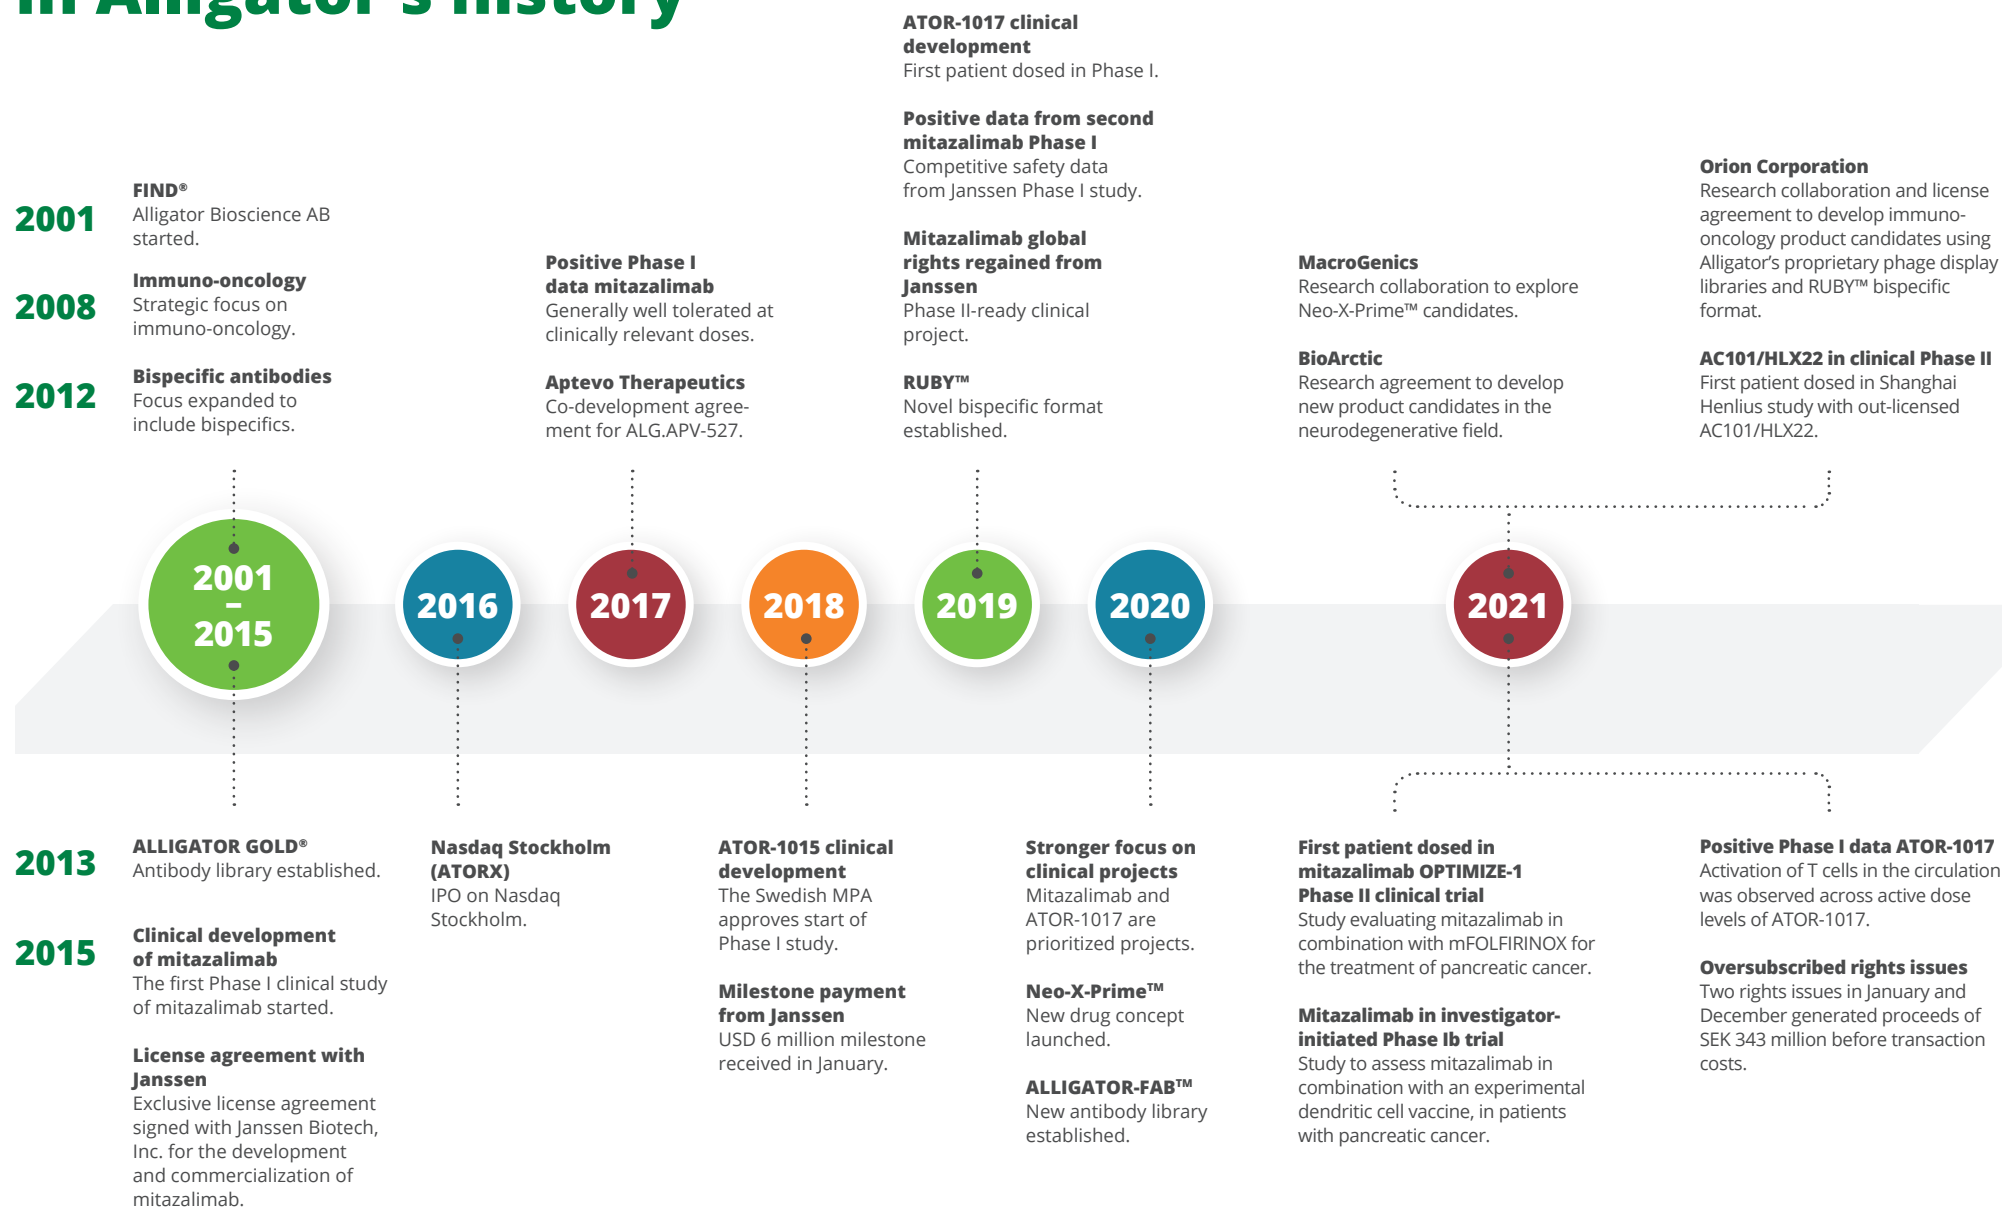 in Alligator's history
2001
FIND®
Alligator Bioscience AB
started.
2008
Immuno-oncology
Strategic focus on
immuno-oncology.
2012
Bispecific antibodies
Focus expanded to
include bispecifics.
Positive Phase I
data mitazalimab
Generally well tolerated at
clinically relevant doses.
Aptevo Therapeutics
Co-development agree-
ment for ALG.APV-527.
ATOR-1017 clinical
development
First patient dosed in Phase I.
Positive data from second
mitazalimab Phase I
Competitive safety data
from Janssen Phase I study.
Mitazalimab global
rights regained from
Janssen
Phase II-ready clinical
project.
RUBY™
Novel bispecific format
established.
MacroGenics
Research collaboration to explore
Neo-X-Prime™ candidates.
BioArctic
Research agreement to develop
new product candidates in the
neurodegenerative field.
Orion Corporation
Research collaboration and license
agreement to develop immuno-
oncology product candidates using
Alligator’s proprietary phage display
libraries and RUBY™ bispecific
format.
AC101/HLX22 in clinical Phase II
First patient dosed in Shanghai
Henlius study with out-licensed
AC101/HLX22.
2001
–
2015
2016
2017
2018
2019
2020
2021
2013
ALLIGATOR GOLD®
Antibody library established.
2015
Clinical development
of mitazalimab
The first Phase I clinical study
of mitazalimab started.
License agreement with
Janssen
Exclusive license agreement
signed with Janssen Biotech,
Inc. for the development
and commercialization of
mitazalimab.
Nasdaq Stockholm
(ATORX)
IPO on Nasdaq
Stockholm.
ATOR-1015 clinical
development
The Swedish MPA
approves start of
Phase I study.
Milestone payment
from Janssen
USD 6 million milestone
received in January.
Stronger focus on
clinical projects
Mitazalimab and
ATOR-1017 are
prioritized projects.
Neo-X-Prime™
New drug concept
launched.
ALLIGATOR-FAB™
New antibody library
established.
First patient dosed in
mitazalimab OPTIMIZE-1
Phase II clinical trial
Study evaluating mitazalimab in
combination with mFOLFIRINOX for
the treatment of pancreatic cancer.
Mitazalimab in investigator-
initiated Phase Ib trial
Study to assess mitazalimab in
combination with an experimental
dendritic cell vaccine, in patients
with pancreatic cancer.
Positive Phase I data ATOR-1017
Activation of T cells in the circulation
was observed across active dose
levels of ATOR-1017.
Oversubscribed rights issues
Two rights issues in January and
December generated proceeds of
SEK 343 million before transaction
costs.